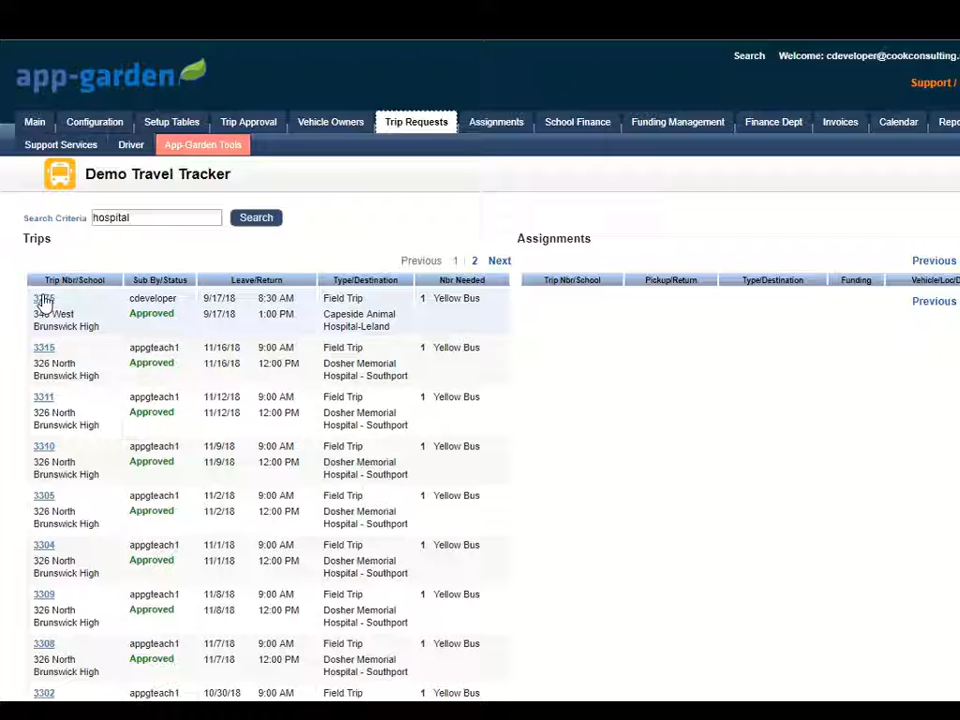 app-garden
Search Welcome: cdeveloper@cookconsulting.
Support /
Main Configuration Setup Tables Trip Approval Vehicle Owners Trip Requests Assignments School Finance Funding Management Finance Dept Invoices Calendar Repo
Support Services Driver App-Garden Tools
Demo Travel Tracker
Search Criteria hospital Search
Trips Assignments
Previous 1 | 2 Next Previous
Trip Nbr/School Sub By/Status Leave/Return Type/Destination Nbr Needed Trip Nbr/School Pickup/Return Type/Destination Funding Vehicle/Loc/D
cdeveloper 9/17/18 8:30 AM Field Trip 1 Yellow Bus Previous
West Approved 9/17/18 1:00 PM Capeside Animal
Brunswick High Hospital-Leland
3315 appgteach1 11/16/18 9:00 AM Field Trip 1 Yellow Bus
326 North Approved 11/16/18 12:00 PM Dosher Memorial
Brunswick High Hospital - Southport
3311 appgteach1 11/12/18 9:00 AM Field Trip 1 Yellow Bus
326 North Approved 11/12/18 12:00 PM Dosher Memorial
Brunswick High Hospital - Southport
3310 appgteach1 11/9/18 9:00 AM Field Trip 1 Yellow Bus
326 North Approved 11/9/18 12:00 PM Dosher Memorial
Brunswick High Hospital - Southport
3305 appgteach1 11/2/18 9:00 AM Field Trip 1 Yellow Bus
326 North Approved 11/2/18 12:00 PM Dosher Memorial
Brunswick High Hospital - Southport
3304 appgteach1 11/1/18 9:00 AM Field Trip 1 Yellow Bus
326 North Approved 11/1/18 12:00 PM Dosher Memorial
Brunswick High Hospital - Southport
3309 appgteach1 11/8/18 9:00 AM Field Trip 1 Yellow Bus
326 North Approved 11/8/18 12:00 PM Dosher Memorial
Brunswick High Hospital - Southport
3308 appgteach1 11/7/18 9:00 AM Field Trip 1 Yellow Bus
326 North Approved 11/7/18 12:00 PM Dosher Memorial
Brunswick High Hospital - Southport
3302 appgteach1 10/30/18 9:00 AM Field Trip 1 Yellow Bus